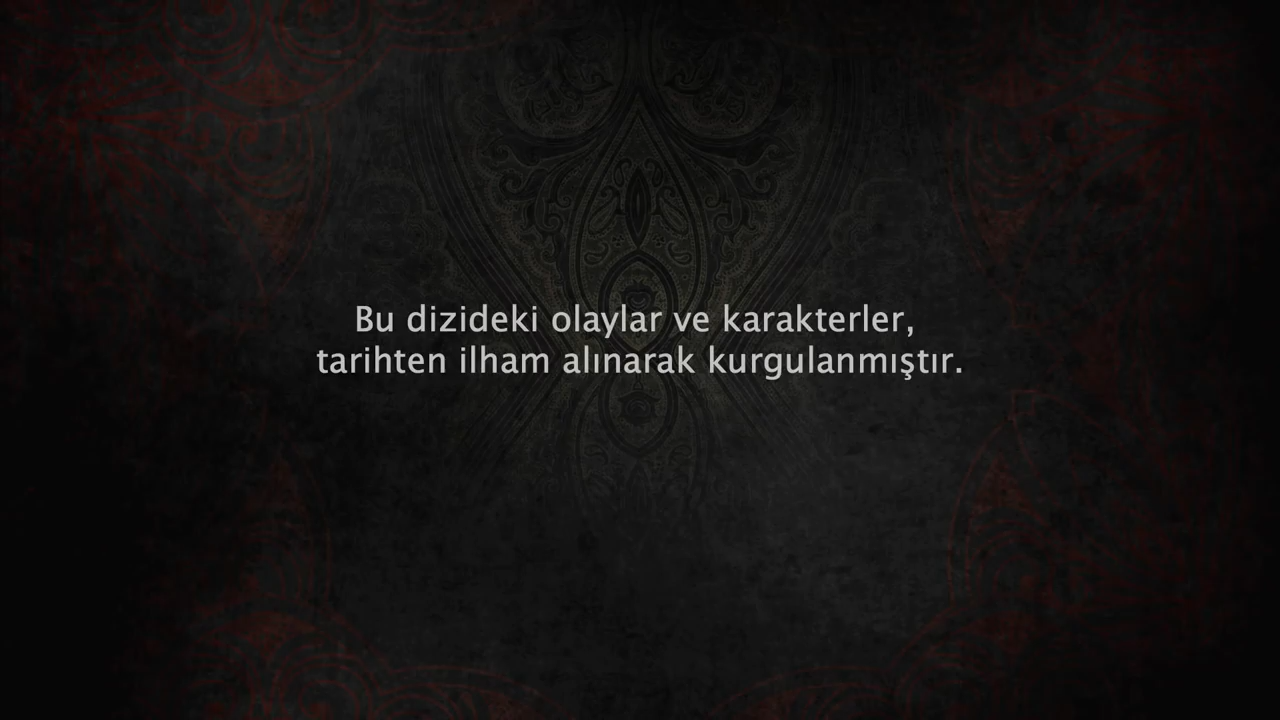 Bu dizideki olaylar ve karakterler,
tarihten ilham alınarak kurgulanmıştır.